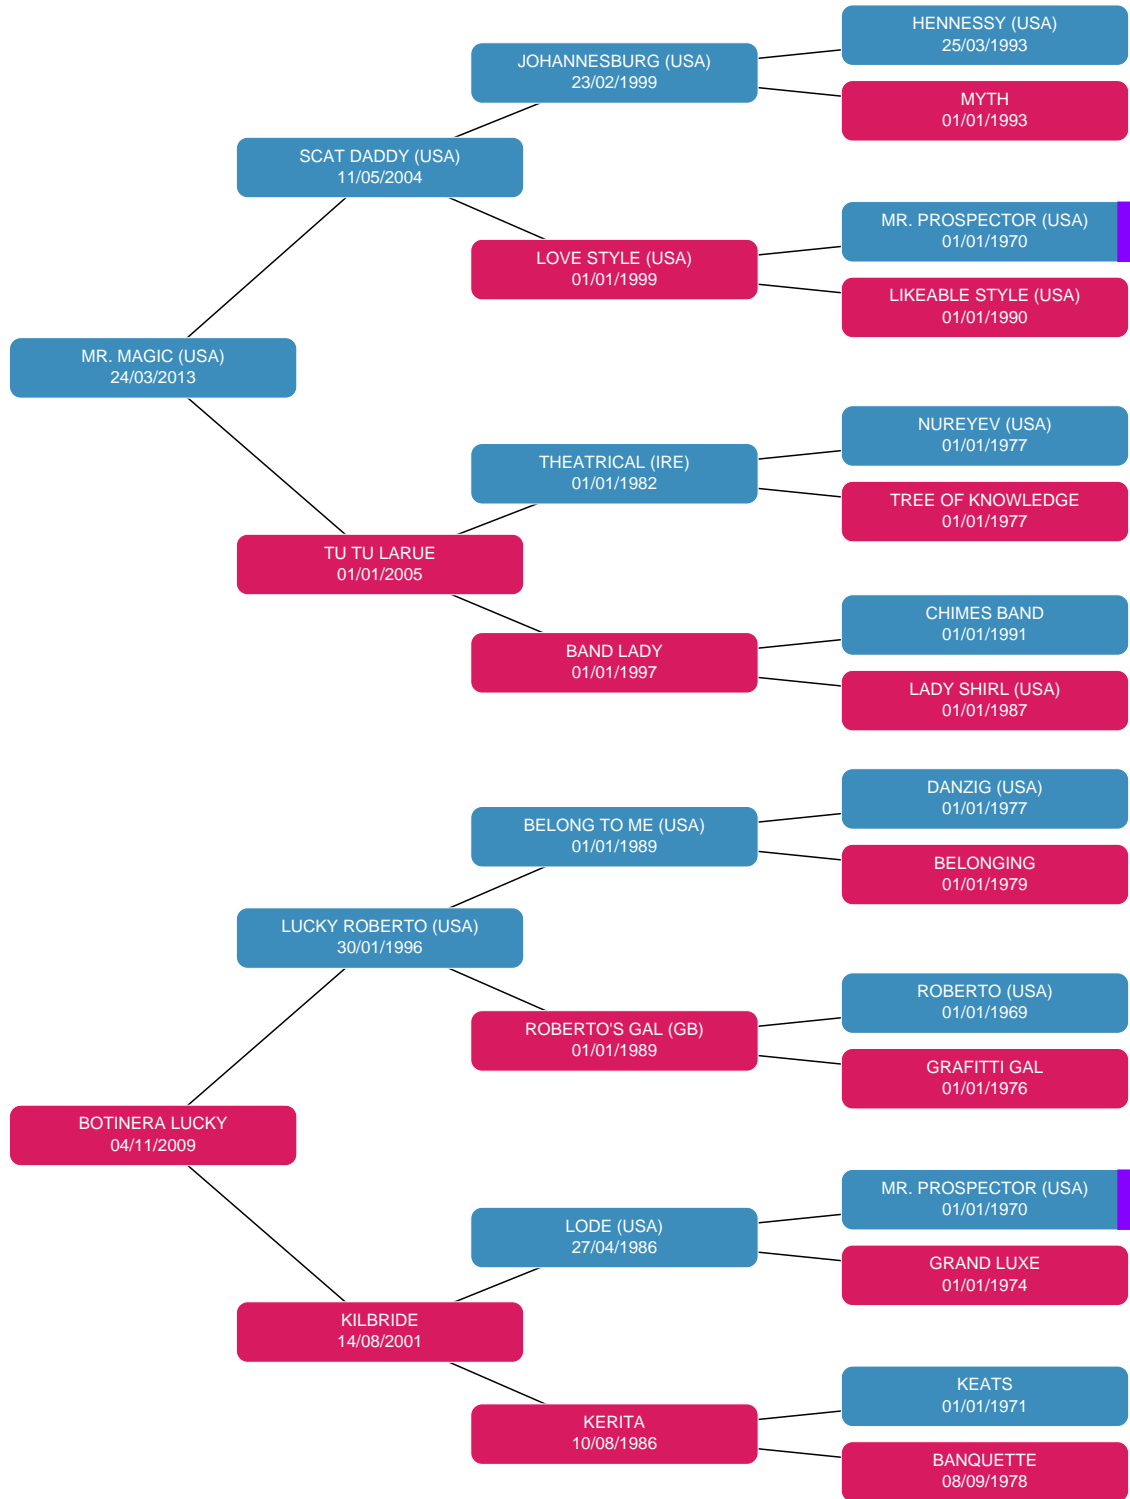 HENNESSY (USA)
25/03/1993
JOHANNESBURG (USA)
23/02/1999
MYTH
01/01/1993
SCAT DADDY (USA)
11/05/2004
MR. PROSPECTOR (USA)
01/01/1970
LOVE STYLE (USA)
01/01/1999
LIKEABLE STYLE (USA)
01/01/1990
MR. MAGIC (USA)
24/03/2013
NUREYEV (USA)
01/01/1977
THEATRICAL (IRE)
01/01/1982
TREE OF KNOWLEDGE
01/01/1977
TU TU LARUE
01/01/2005
CHIMES BAND
01/01/1991
BAND LADY
01/01/1997
LADY SHIRL (USA)
01/01/1987
DANZIG (USA)
01/01/1977
BELONG TO ME (USA)
01/01/1989
BELONGING
01/01/1979
LUCKY ROBERTO (USA)
30/01/1996
ROBERTO (USA)
01/01/1969
ROBERTO'S GAL (GB)
01/01/1989
GRAFITTI GAL
01/01/1976
BOTINERA LUCKY
04/11/2009
MR. PROSPECTOR (USA)
01/01/1970
LODE (USA)
27/04/1986
GRAND LUXE
01/01/1974
KILBRIDE
14/08/2001
KEATS
01/01/1971
KERITA
10/08/1986
BANQUETTE
08/09/1978